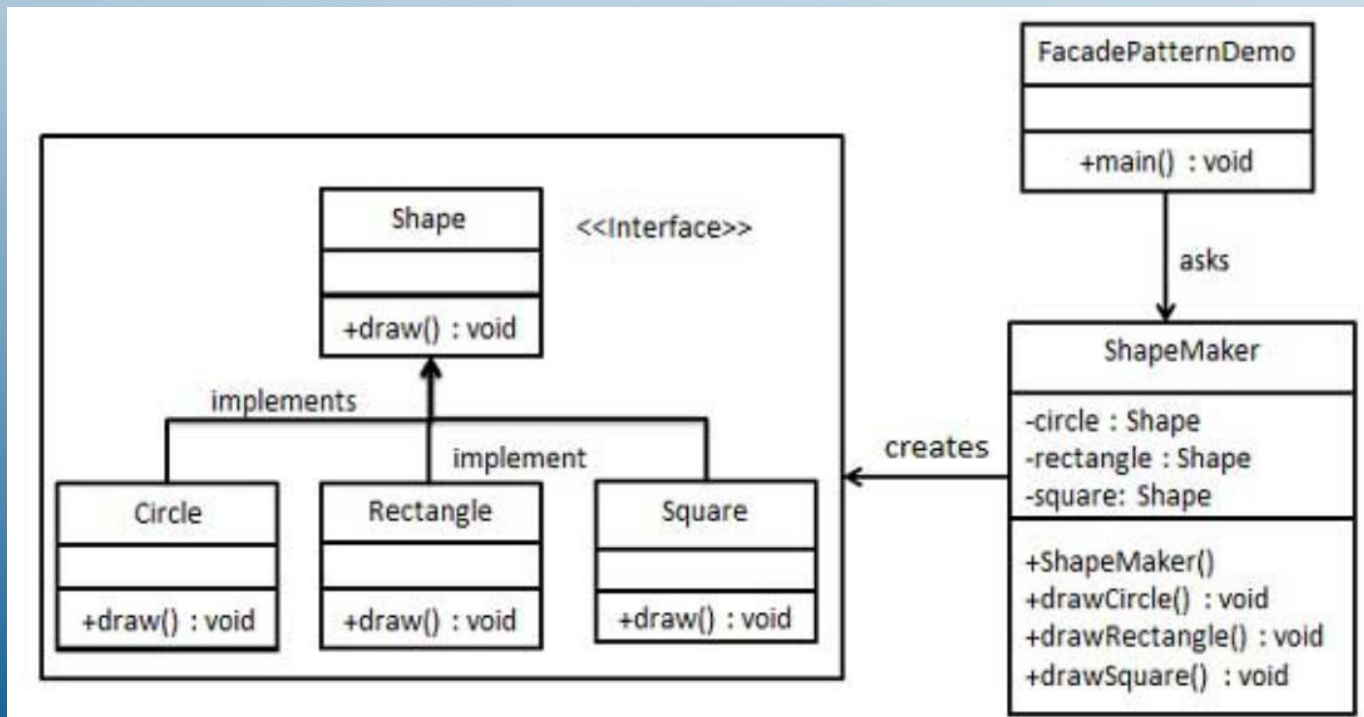 FacadePatternDemo
+main() : void
asks
Shape
<<Interface>>
+draw() : void
implements
implement
Circle
+draw() : void
Rectangle
+draw() : void
Square
+draw() : void
creates
ShapeMaker
-circle : Shape
-rectangle : Shape
-square: Shape
+ShapeMaker()
+drawCircle() : void
+drawRectangle() : void
+drawSquare() : void